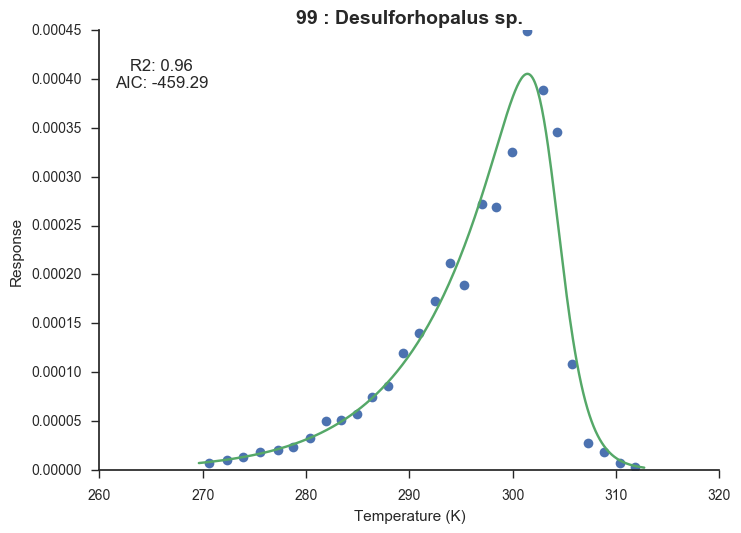 99 : Desulforhopalus sp.
R2: 0.96
AIC: -459.29
0.00045
0.00040
0.00035
0.00030
0.00025
0.00020
0.00015
0.00010
0.00005
0.00000
Response
260 270 280 290 300 310 320
Temperature (K)